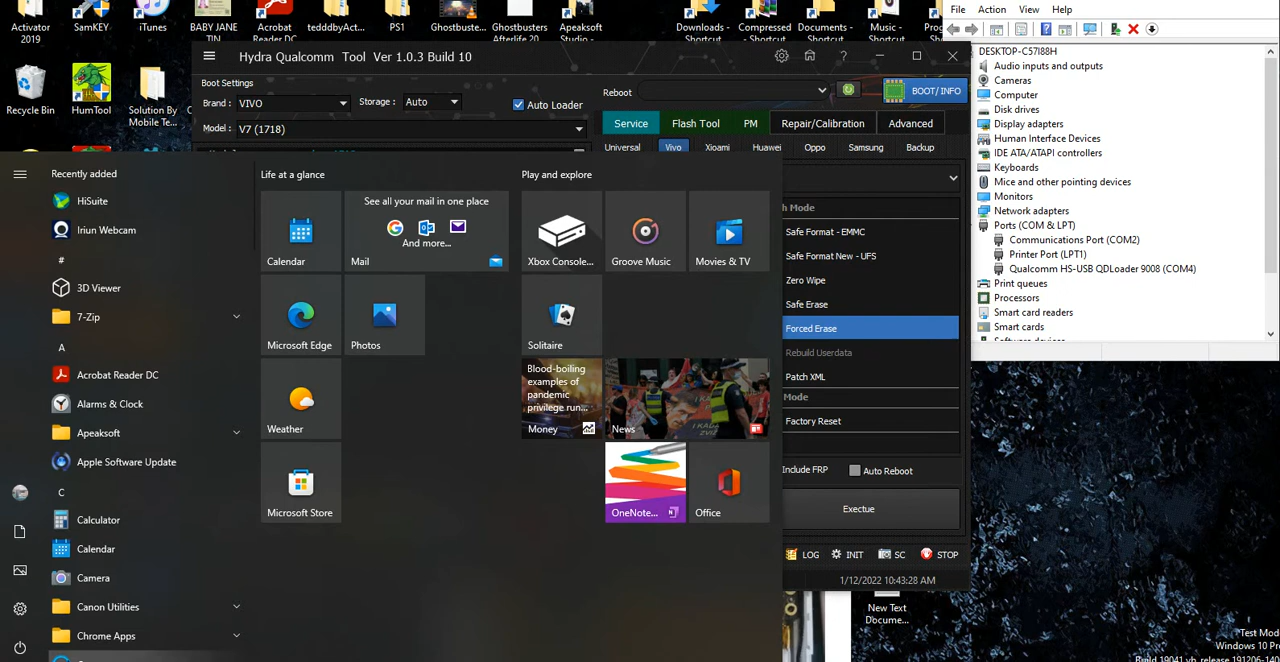 Activator
2019
SamKEY
iTunes
BABY JANE
TIN
Acrobat
Reader DC
tedddbyAct...
PS1
Ghostbuste...
Ghostbusters
Afterlife 20
Apeaksoft
Studio -
Downloads -
Shortcut
Compressed
- Shortcut
Documents -
Shortcut
Music -
Shortcut
Recycle Bin
HumTool
Solution By
Mobile Te...
Hydra Qualcomm Tool Ver 1.0.3 Build 10
Boot Settings
Brand : VIVO
Storage : Auto
Auto Loader
Model : V7 (1718)
Reboot
BOOT/INFO
Service
Flash Tool
PM
Repair/Calibration
Advanced
Universal
Vivo
Xioami
Huawei
Oppo
Samsung
Backup
h Mode
Safe Format - EMMC
Safe Format New - UFS
Zero Wipe
Safe Erase
Forced Erase
Rebuild Userdata
Patch XML
Mode
Factory Reset
include FRP
Auto Reboot
Exectue
LOG
INIT
SC
STOP
1/12/2022 10:43:28 AM
Recently added
HiSuite
Iriun Webcam
#
3D Viewer
7-Zip
A
Acrobat Reader DC
Alarms & Clock
Apeaksoft
Apple Software Update
C
Calculator
Calendar
Camera
Canon Utilities
Chrome Apps
Life at a glance
Calendar
See all your mail in one place
And more...
Mail
Microsoft Edge
Photos
Weather
Microsoft Store
Play and explore
Xbox Console...
Groove Music
Movies & TV
Solitaire
Blood-boiling
examples of
pandemic
privilege run...
Money
News
OneNote...
Office
File
Action
View
Help
DESKTOP-C57I88H
Audio inputs and outputs
Cameras
Computer
Disk drives
Display adapters
Human Interface Devices
IDE ATA/ATAPI controllers
Keyboards
Mice and other pointing devices
Monitors
Network adapters
Ports (COM & LPT)
Communications Port (COM2)
Printer Port (LPT1)
Qualcomm HS-USB QDLoader 9008 (COM4)
Print queues
Processors
Smart card readers
Smart cards
New Text
Docume...
Test Mod
Windows 10 Pr
Build 19041.vb_release.191206-140